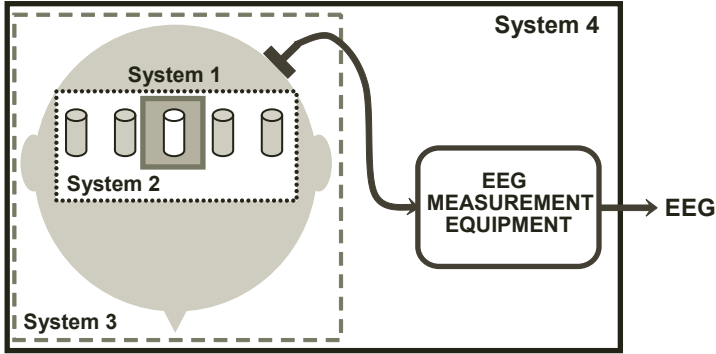 System 4
System 1
System 2
EEG
MEASUREMENT
EQUIPMENT
EEG
System 3